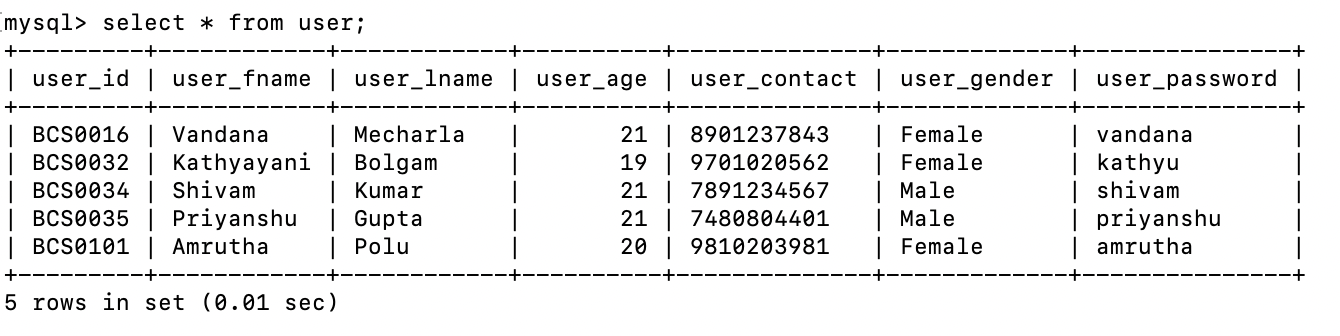 mysql> select * from user;
+---------+------------+------------+----------+--------------+-------------+---------------+
| user_id | user_fname | user_lname | user_age | user_contact | user_gender | user_password |
+---------+------------+------------+----------+--------------+-------------+---------------+
| BCS0016 | Vandana    | Mecharla   |       21 | 8901237843   | Female      | vandana       |
| BCS0032 | Kathyayani | Bolgam     |       19 | 9701020562   | Female      | kathyu        |
| BCS0034 | Shivam     | Kumar      |       21 | 7891234567   | Male        | shivam        |
| BCS0035 | Priyanshu  | Gupta      |       21 | 7480804401   | Male        | priyanshu     |
| BCS0101 | Amrutha    | Polu       |       20 | 9810203981   | Female      | amrutha       |
+---------+------------+------------+----------+--------------+-------------+---------------+
5 rows in set (0.01 sec)